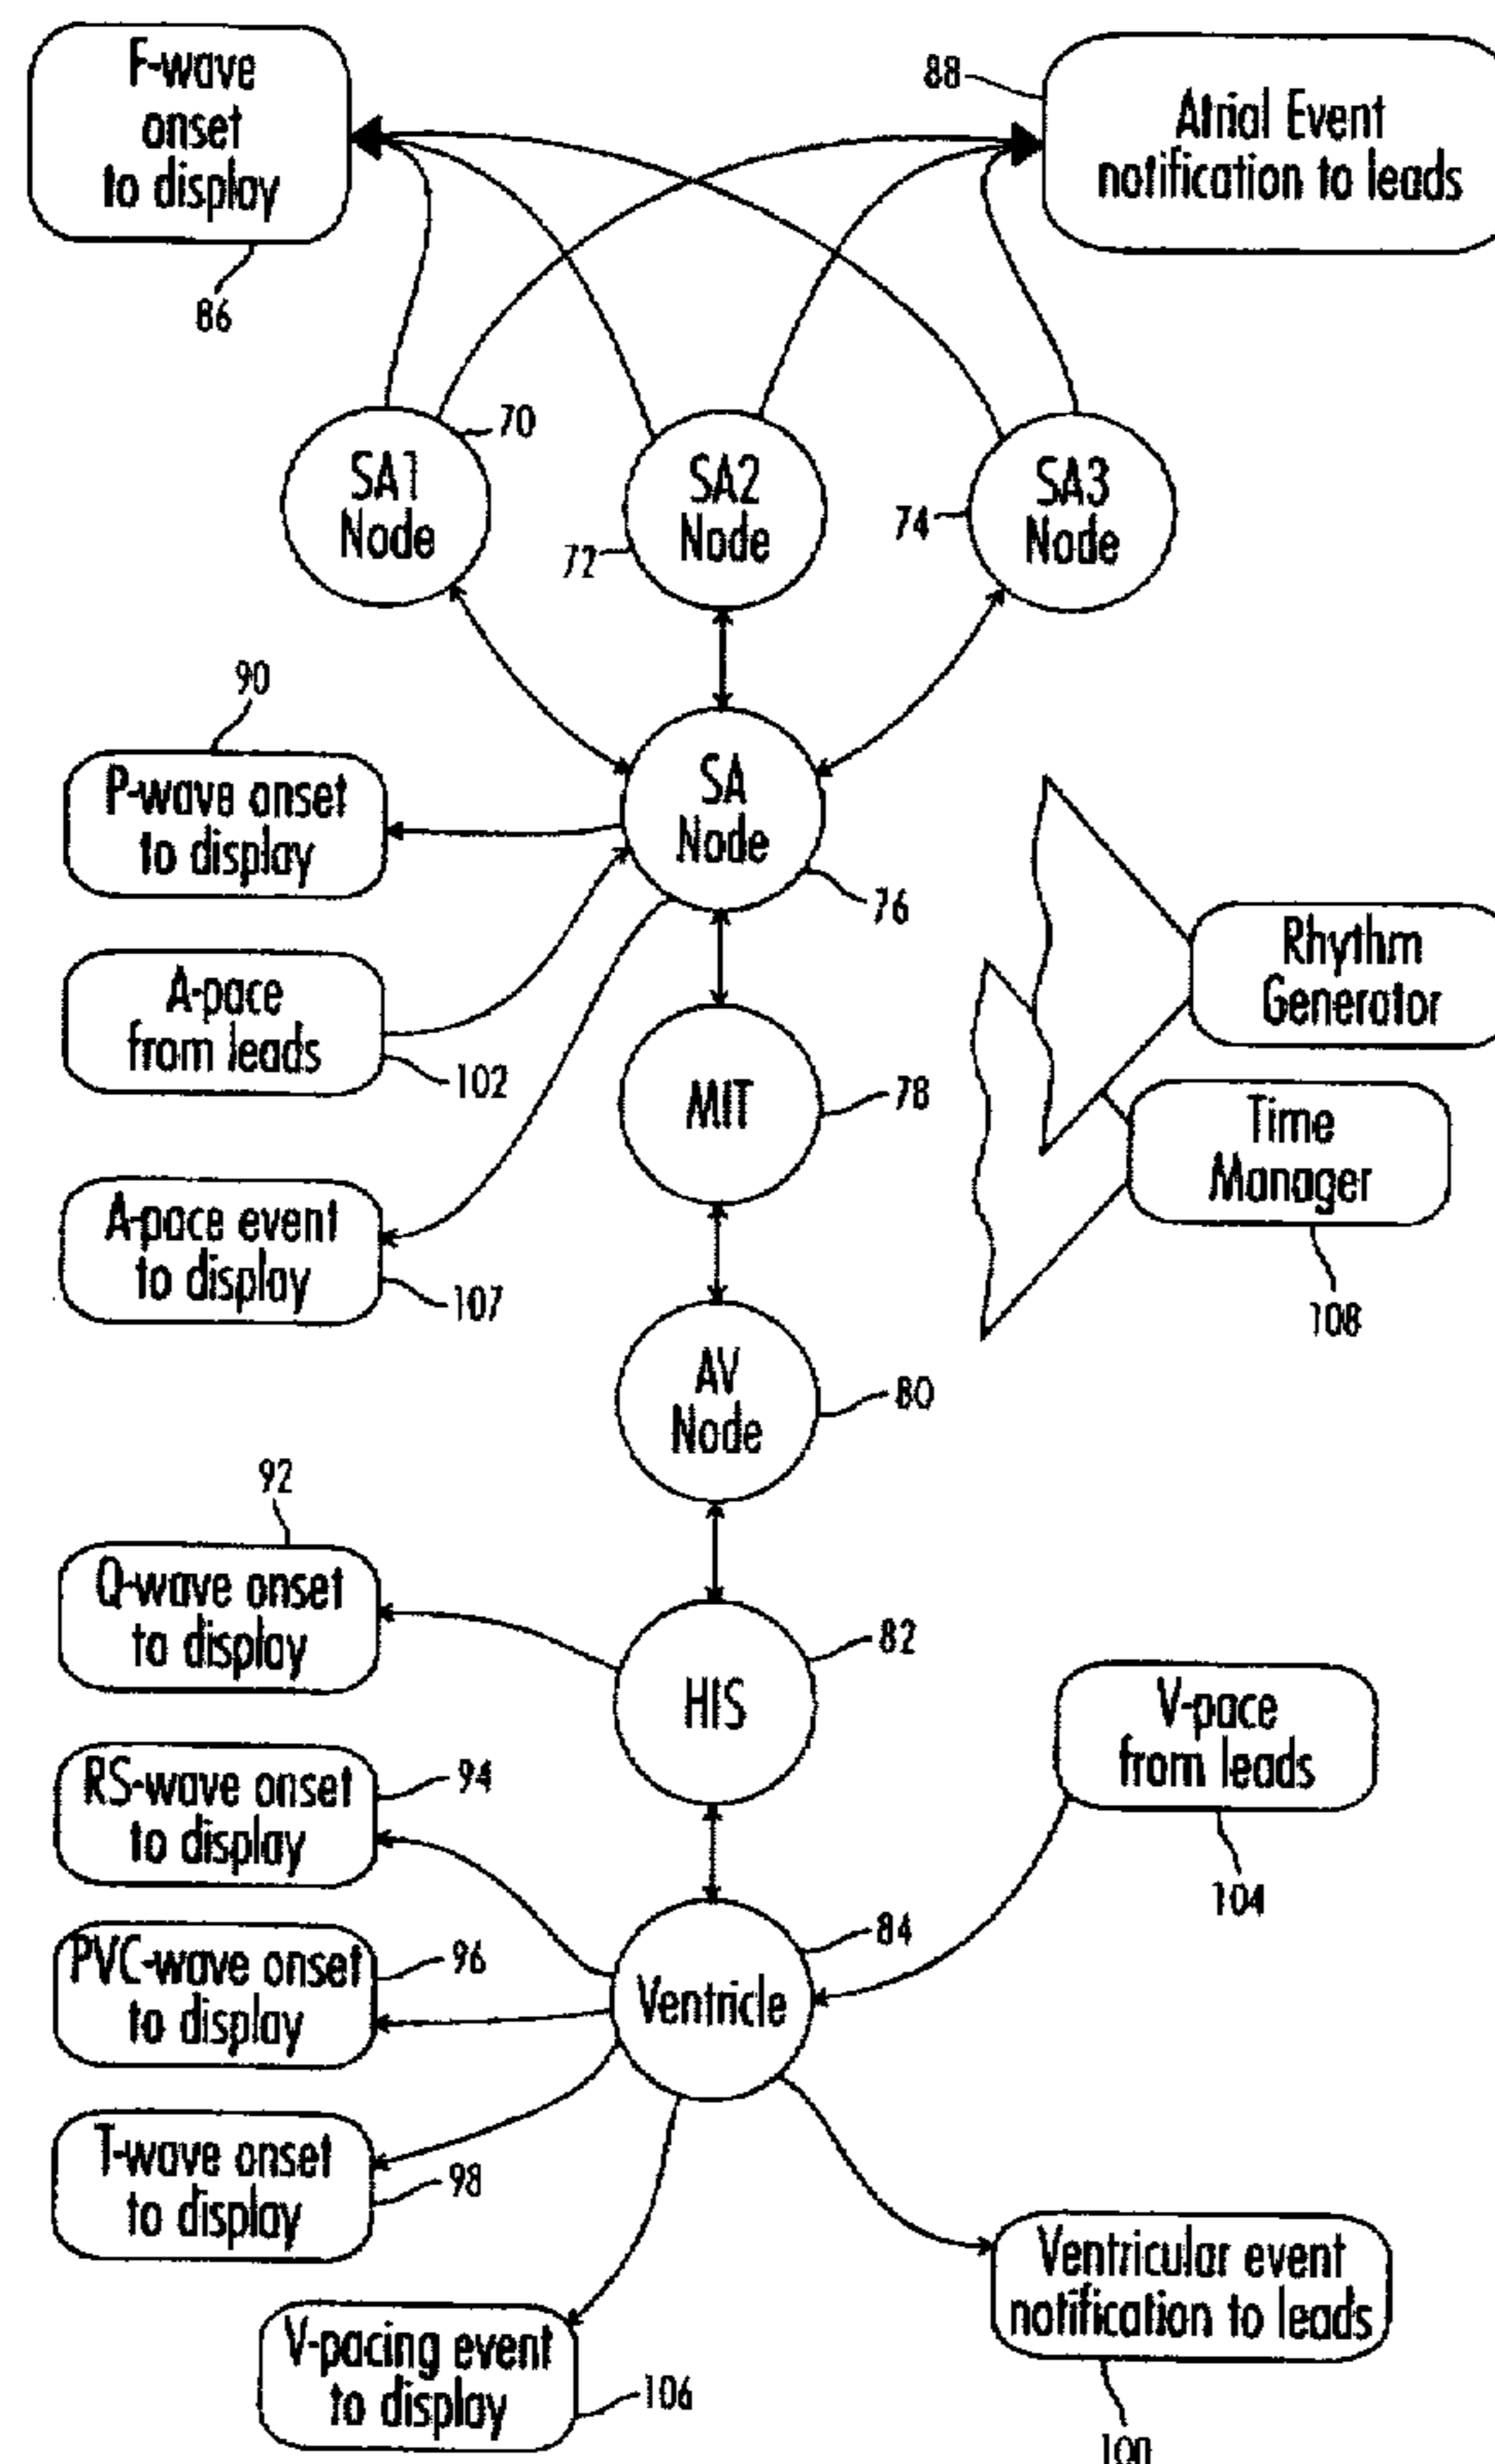 F-wave
onset
to display
86
88
Atrial Event
notification to leads
SA1
Node
70
SA2
Node
72
SA3
Node
74
90
P-wave onset
to display
SA
Node
76
A-pace
from leads
102
Rhythm
Generator
MIT
78
Time
Manager
108
A-pace event
to display
107
AV
Node
80
92
Q-wave onset
to display
HIS
82
V-pace
from leads
104
RS-wave onset
to display
94
PVC-wave onset
to display
96
Ventricle
84
T-wave onset
to display
98
Ventricular event
notification to leads
100
V-pacing event
to display
106